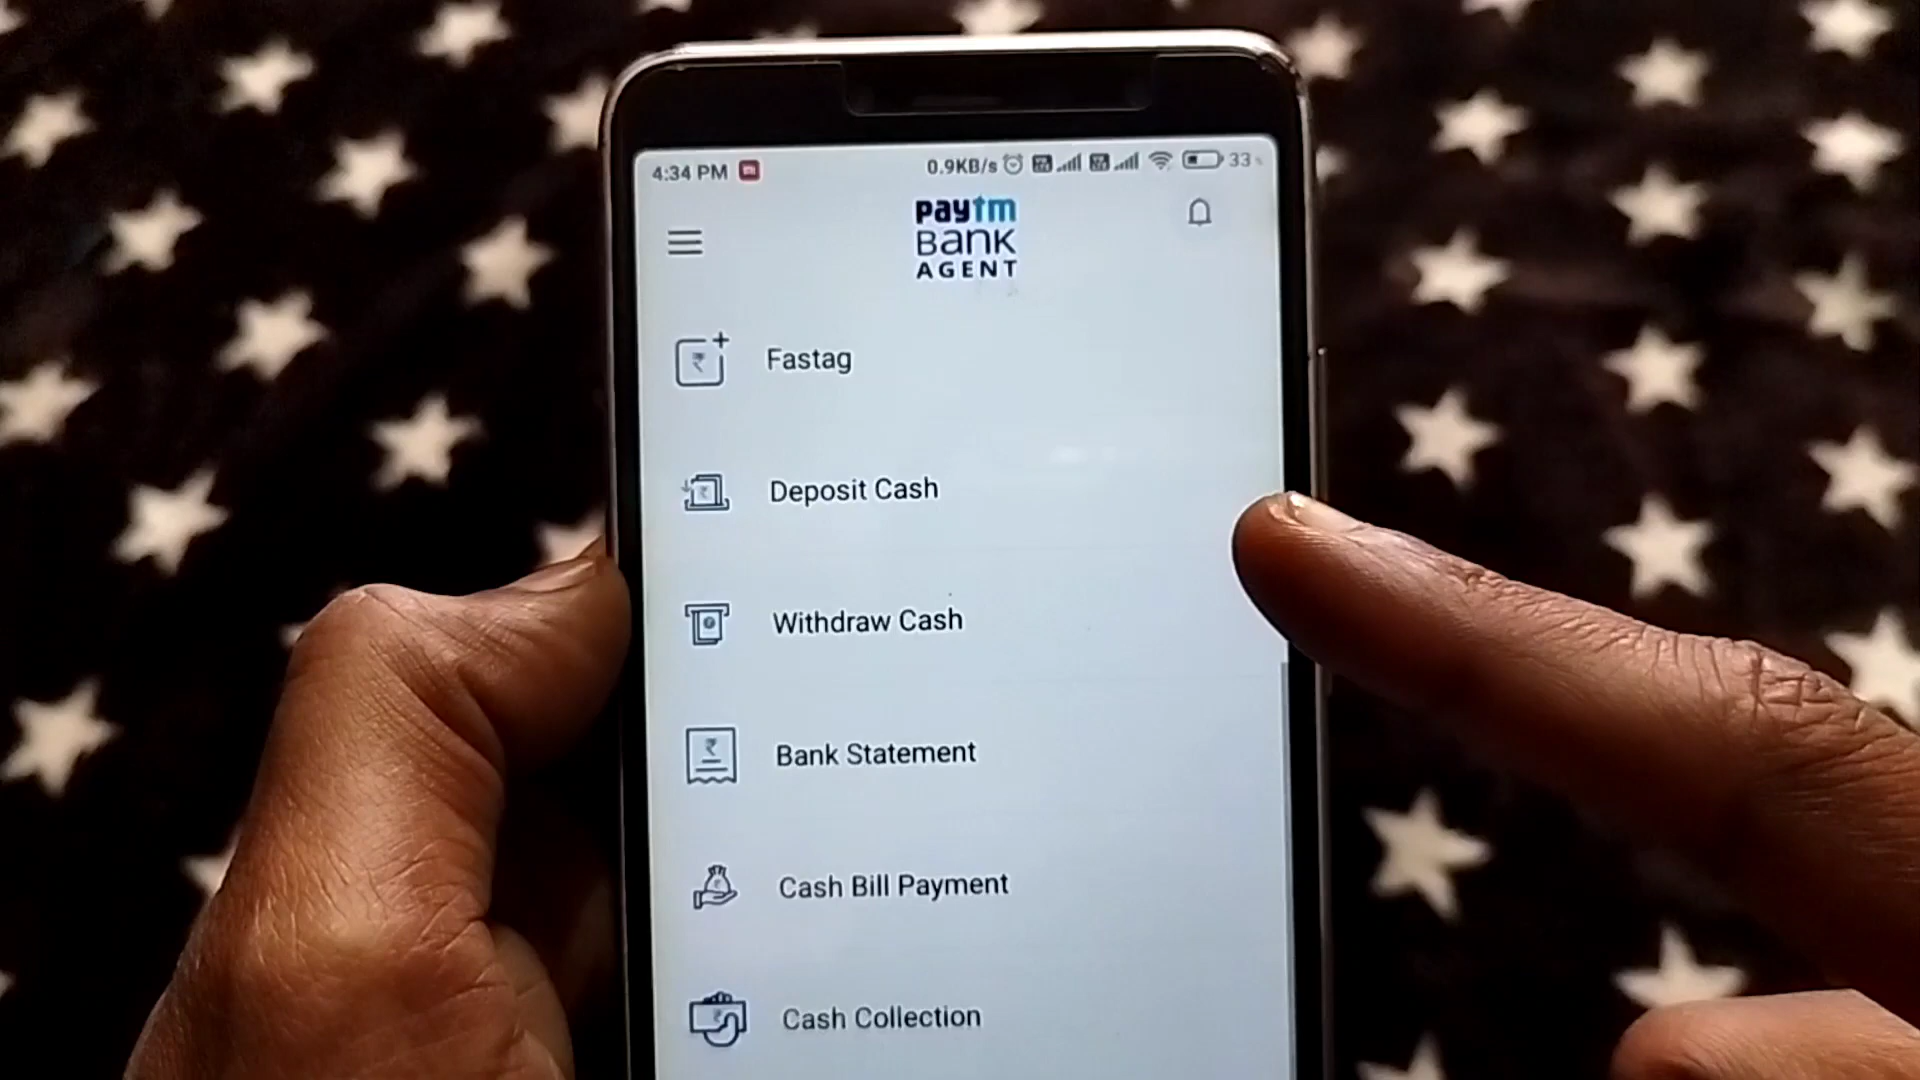 4:34 PM 0.9KB/s 33
paytm
Bank
AGENT
Fastag
Deposit Cash
Withdraw Cash
Bank Statement
Cash Bill Payment
Cash Collection